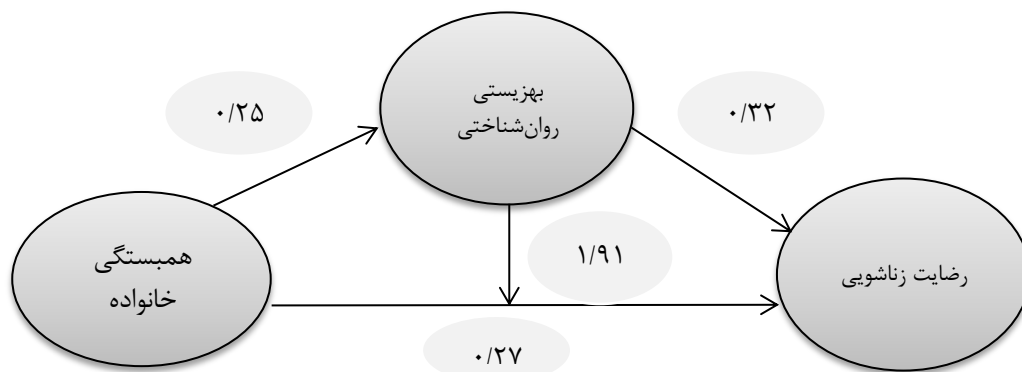 بهزیستی
روان‌شناختی
۰/۲۵
۰/۳۲
همبستگی
خانواده
۱/۹۱
رضایت زناشویی
۰/۲۷